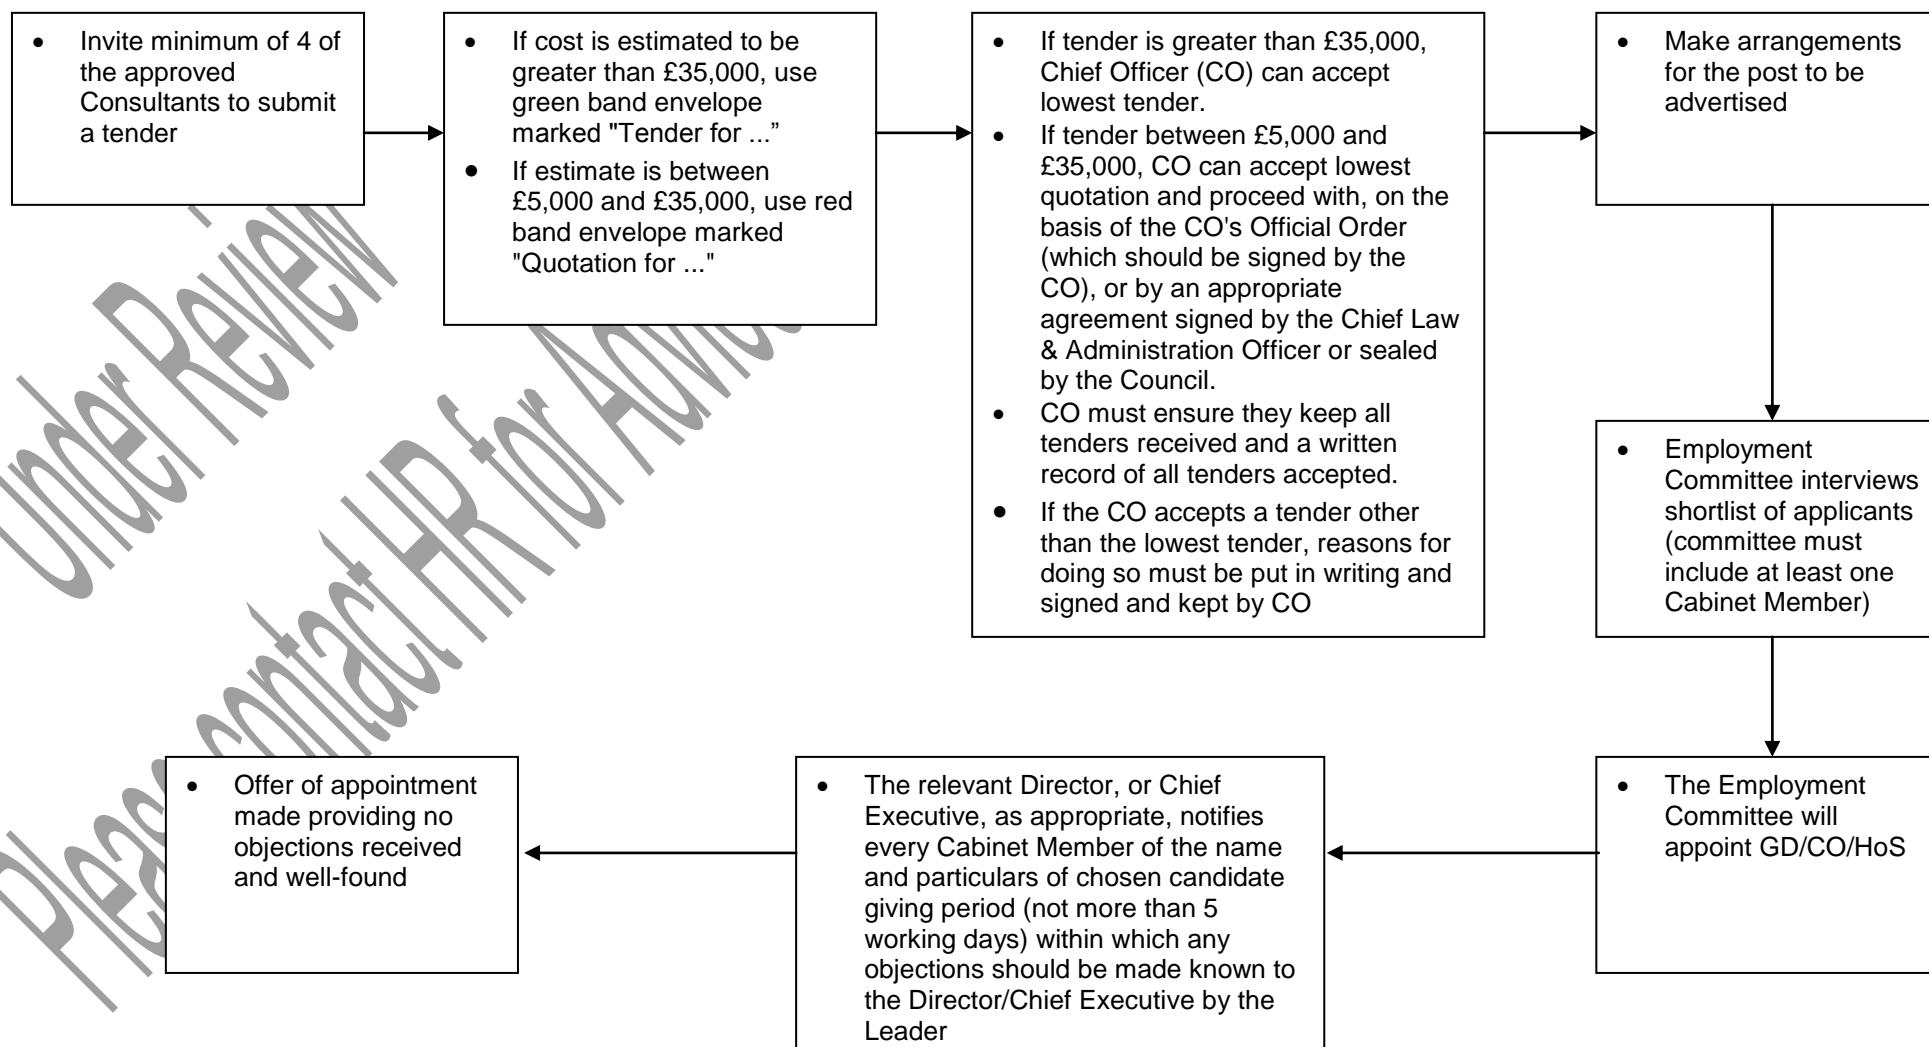 • Invite minimum of 4 of
the approved
Consultants to submit
a tender
• If cost is estimated to be
greater than £35,000, use
green band envelope
marked "Tender for ...”
• If estimate is between
£5,000 and £35,000, use red
band envelope marked
"Quotation for ..."
• If tender is greater than £35,000,
Chief Officer (CO) can accept
lowest tender.
• If tender between £5,000 and
£35,000, CO can accept lowest
quotation and proceed with, on the
basis of the CO's Official Order
(which should be signed by the
CO), or by an appropriate
agreement signed by the Chief Law
& Administration Officer or sealed
by the Council.
• CO must ensure they keep all
tenders received and a written
record of all tenders accepted.
• If the CO accepts a tender other
than the lowest tender, reasons for
doing so must be put in writing and
signed and kept by CO
• Make arrangements
for the post to be
advertised
• Employment
Committee interviews
shortlist of applicants
(committee must
include at least one
Cabinet Member)
• The Employment
Committee will
appoint GD/CO/HoS
• The relevant Director, or Chief
Executive, as appropriate, notifies
every Cabinet Member of the name
and particulars of chosen candidate
giving period (not more than 5
working days) within which any
objections should be made known to
the Director/Chief Executive by the
Leader
• Offer of appointment
made providing no
objections received
and well-found
Under Review
Please contact HR for Advice